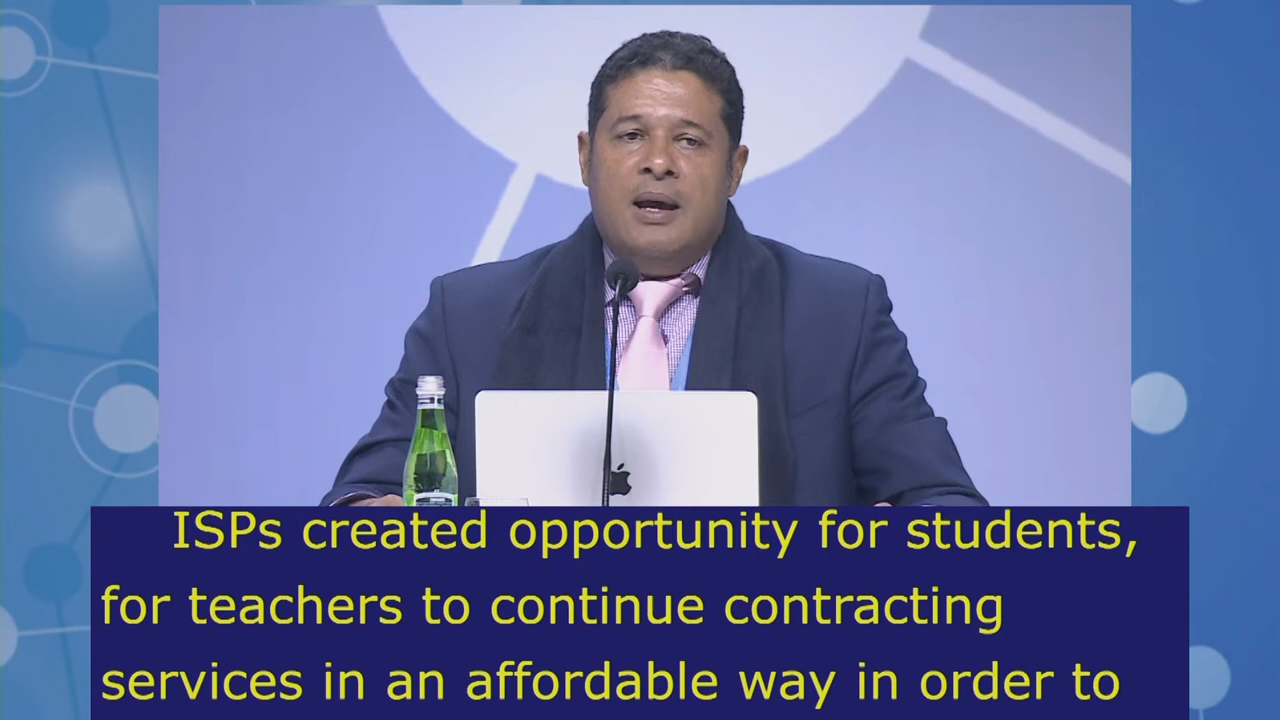 ISPs created opportunity for students,
for teachers to continue contracting
services in an affordable way in order to